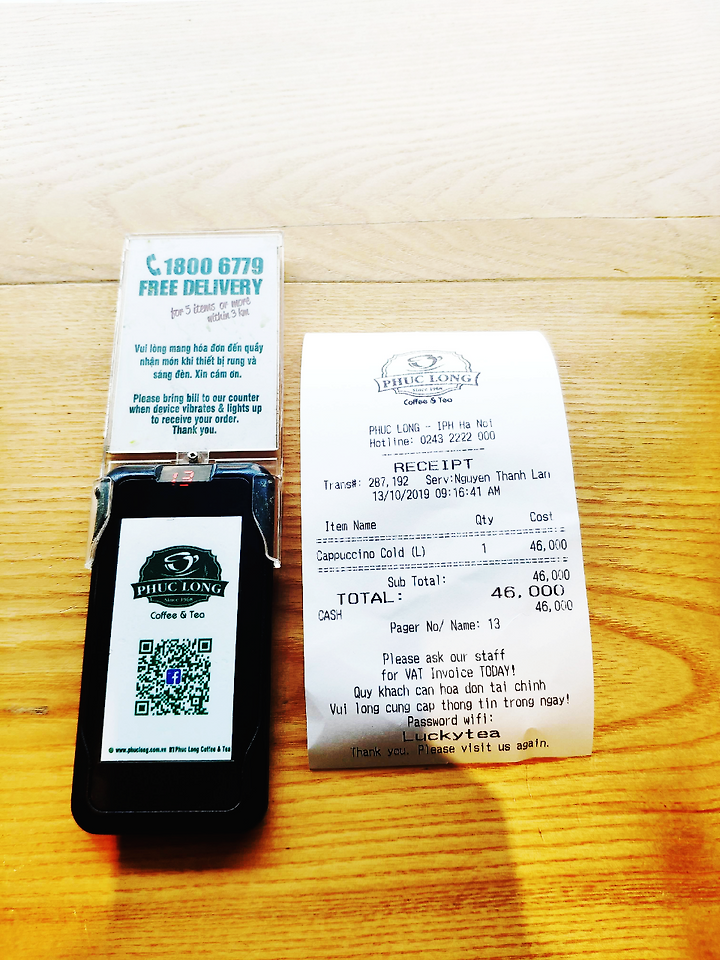 1800 6779
FREE DELIVERY
for 5 items or more
within 3 km
Vui lòng mang hóa đơn đến quầy
nhận món khi thiết bị rung và
sáng đèn. Xin cám ơn.
Please bring bill to our counter
when device vibrates & lights up
to receive your order.
Thank you.
13
PHUC LONG
Since 1968
Coffee & Tea
www.phuclong.com.vn Phuc Long Coffee & Tea
PHUC LONG
Since 1968
Coffee & Tea
PHUC LONG - IPH Ha Noi
Hotline: 0243 2222 000
RECEIPT
Trans#: 287,192 Serv:Nguyen Thanh Lan
13/10/2019 09:16:41 AM
Item Name Qty Cost
Cappuccino Cold (L) 1 46,000
Sub Total: 46,000
TOTAL: 46,000
CASH 46,000
Pager No/ Name: 13
Please ask our staff
for VAT Invoice TODAY!
Quy khach can hoa don tai chinh
Vui long cung cap thong tin trong ngay!
Password wifi:
Luckytea
Thank you. Please visit us again.